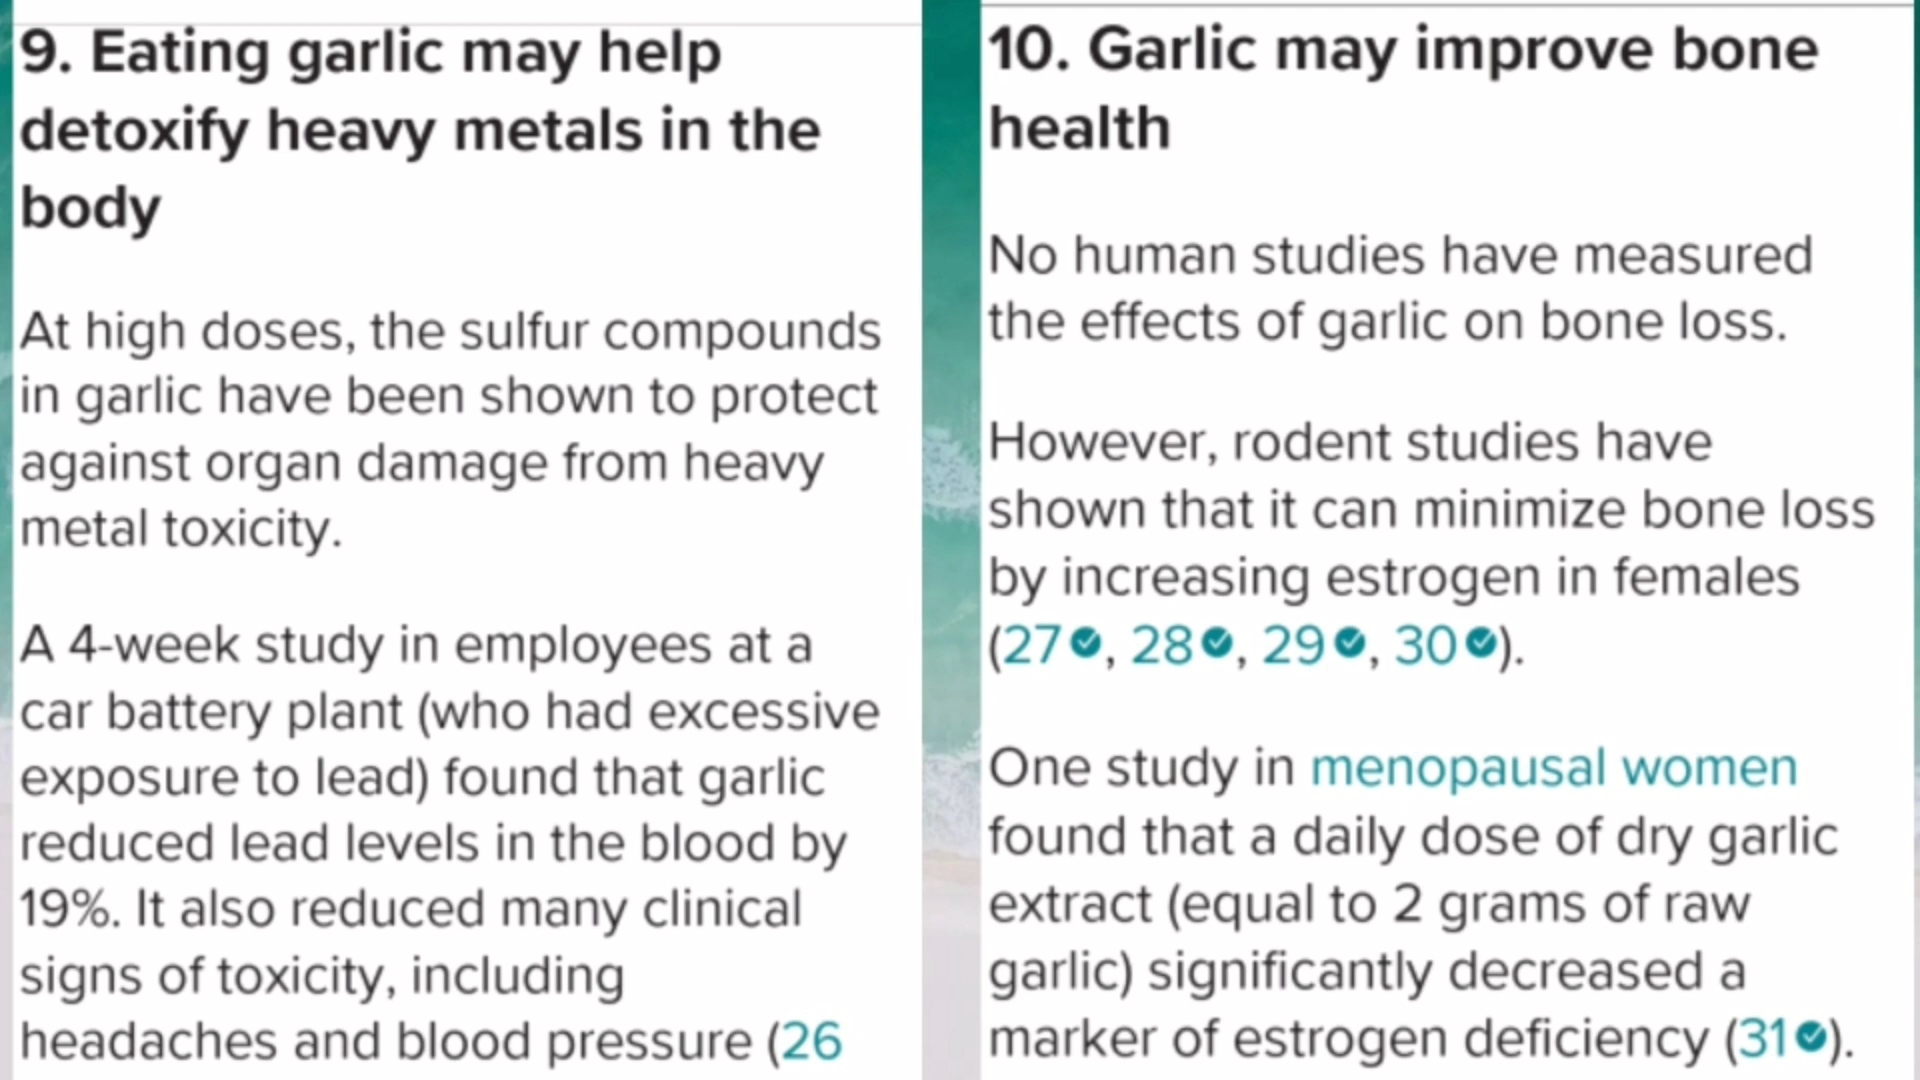 9. Eating garlic may help
detoxify heavy metals in the
body
At high doses, the sulfur compounds
in garlic have been shown to protect
against organ damage from heavy
metal toxicity.
A 4-week study in employees at a
car battery plant (who had excessive
exposure to lead) found that garlic
reduced lead levels in the blood by
19%. It also reduced many clinical
signs of toxicity, including
headaches and blood pressure (26
10. Garlic may improve bone
health
No human studies have measured
the effects of garlic on bone loss.
However, rodent studies have
shown that it can minimize bone loss
by increasing estrogen in females
(27, 28, 29, 30).
One study in menopausal women
found that a daily dose of dry garlic
extract (equal to 2 grams of raw
garlic) significantly decreased a
marker of estrogen deficiency (31).